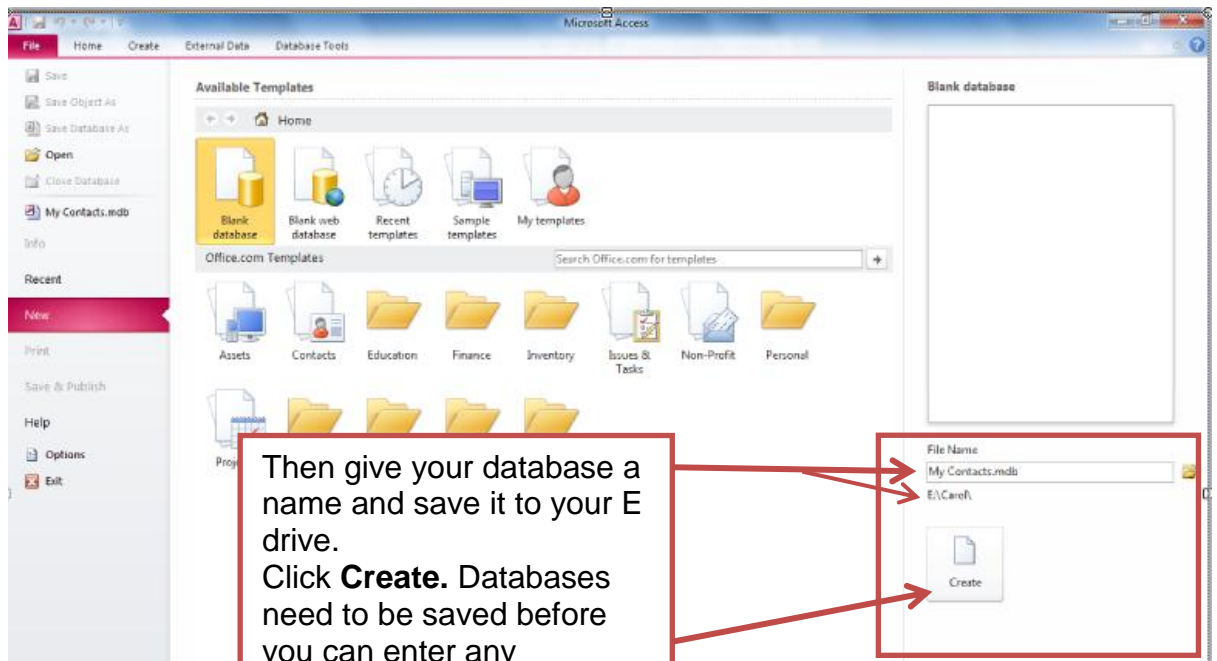 Microsoft Access
File Home Create External Data Database Tools
Save
Save Object As
Save Database As
Open
Close Database
My Contacts.mdb
Info
Recent
New
Print
Save & Publish
Help
Options
Exit
Available Templates
Home
Blank database
Blank web database
Recent templates
Sample templates
My templates
Office.com Templates
Search Office.com for templates
Assets
Contacts
Education
Finance
Inventory
Issues & Tasks
Non-Profit
Personal
Then give your database a
name and save it to your E
drive.
Click Create. Databases
need to be saved before
you can enter any
Blank database
File Name
My Contacts.mdb
E:\Carol\
Create